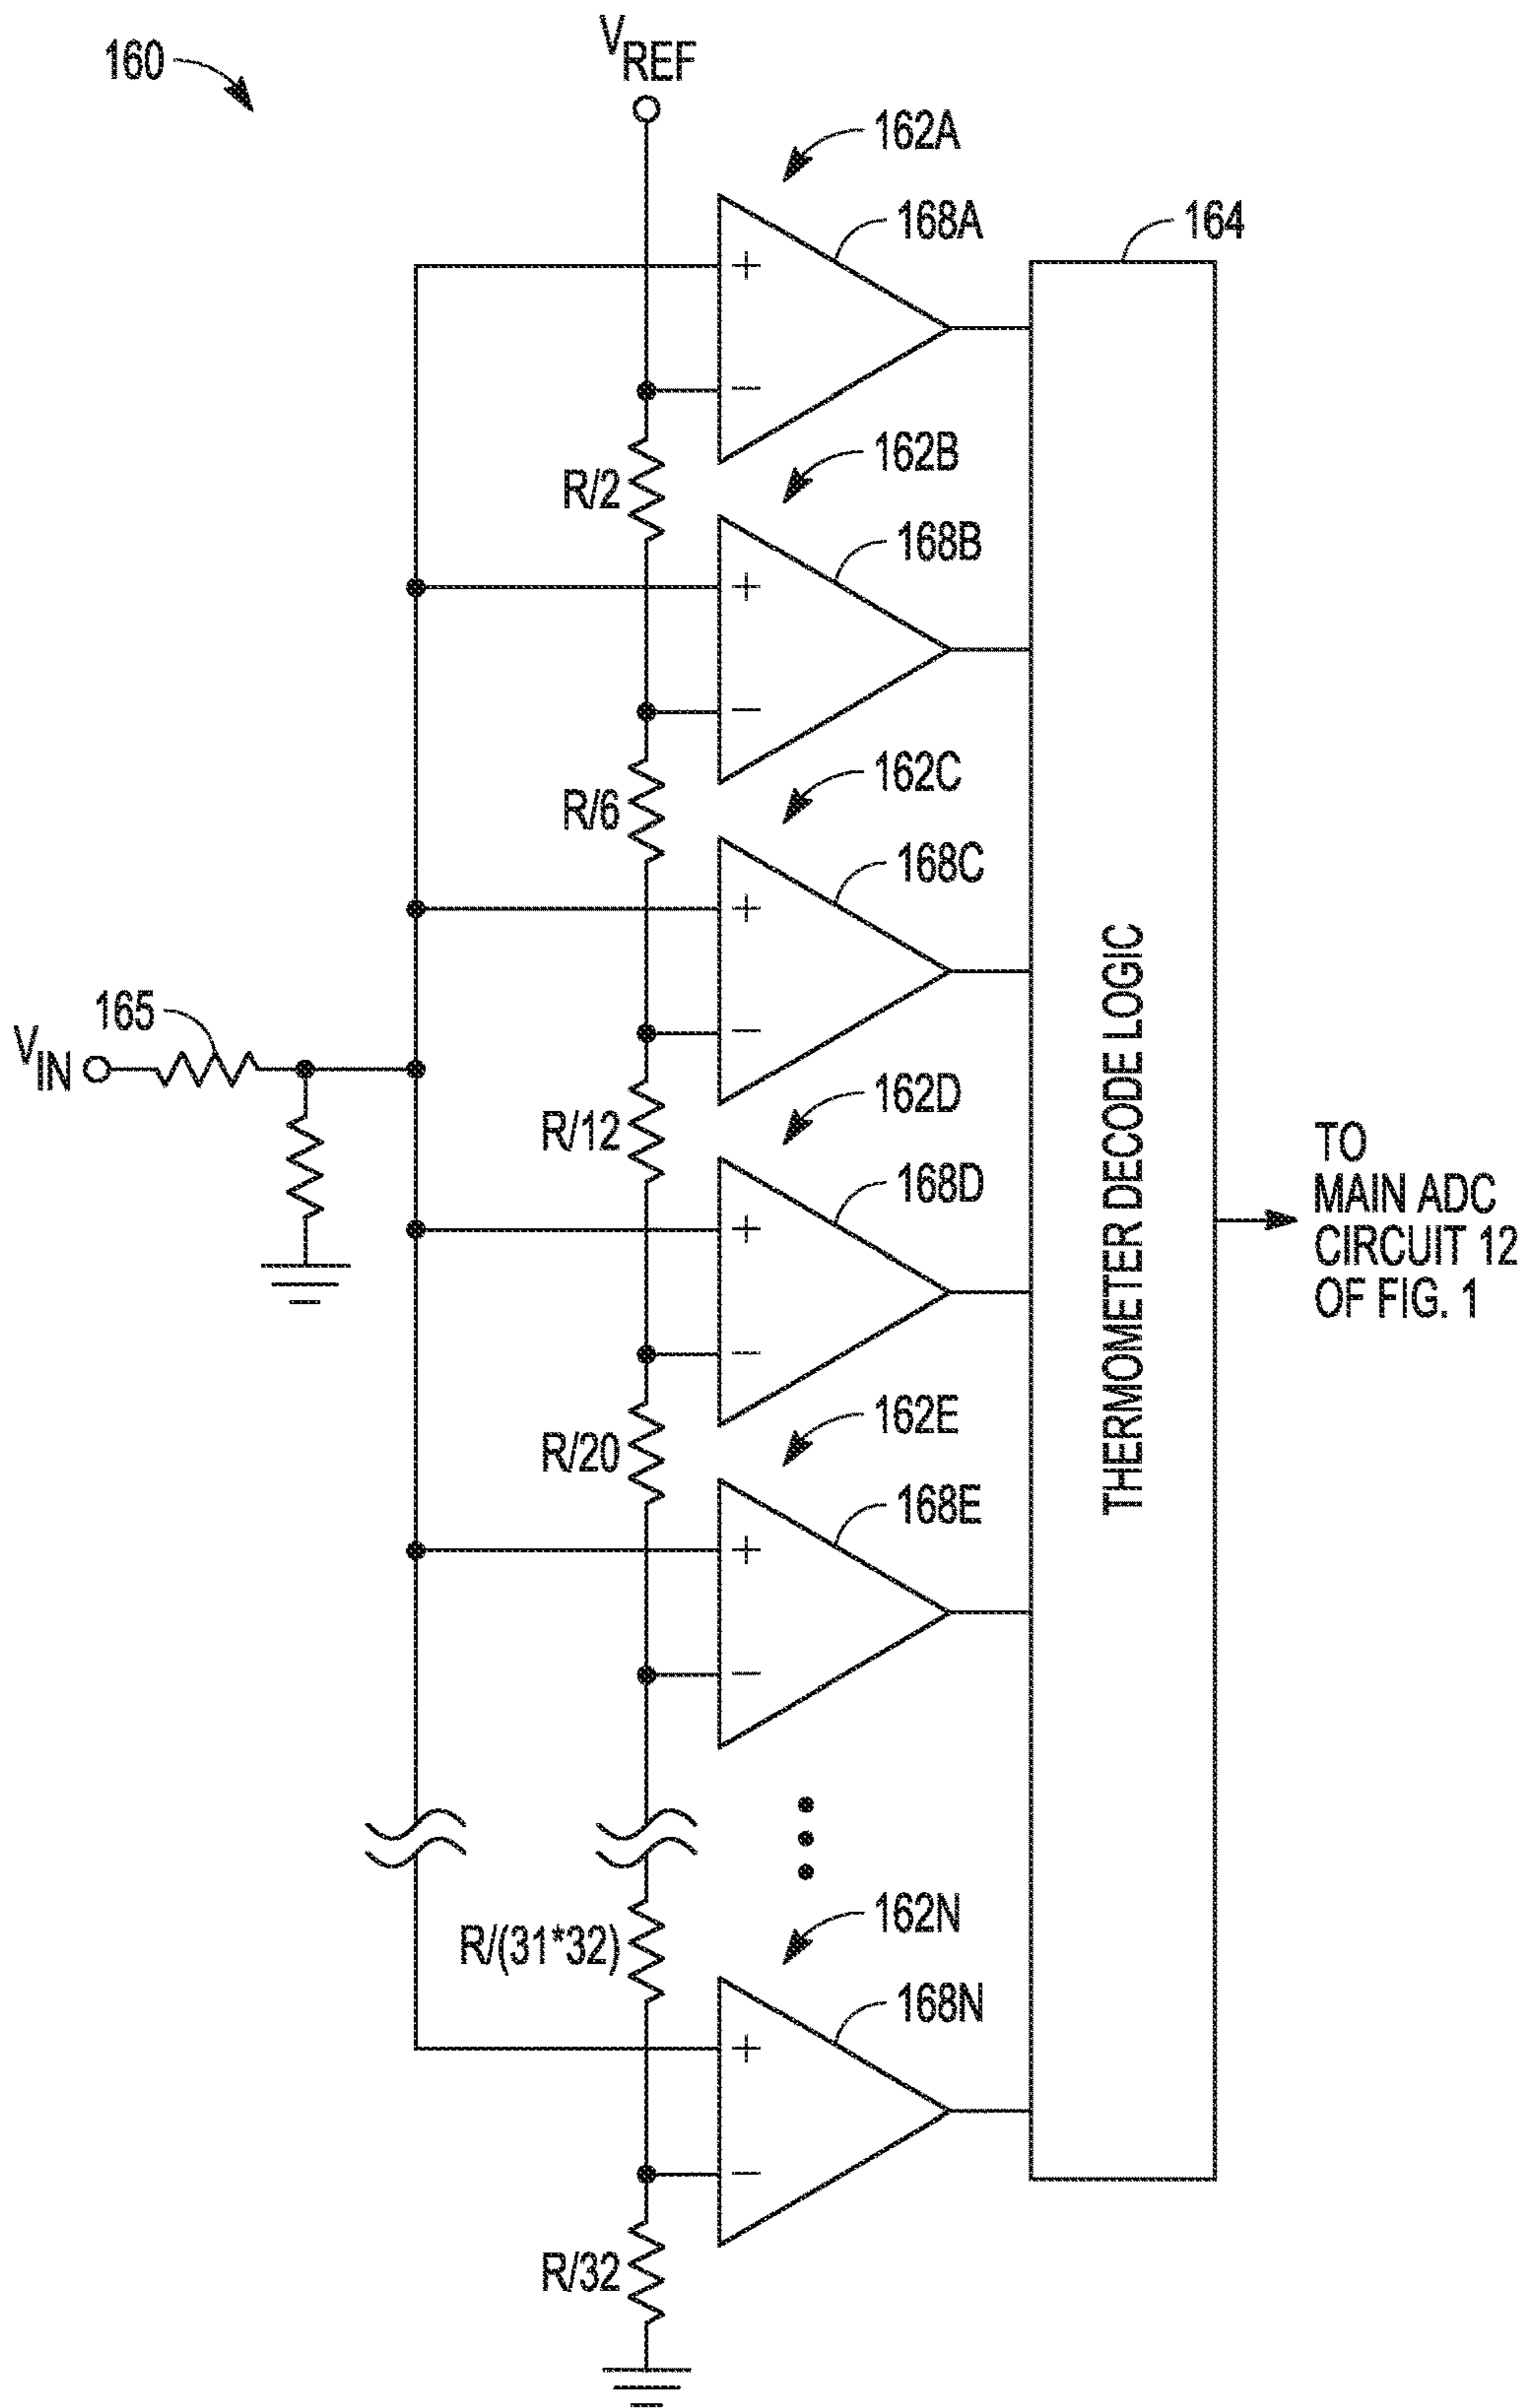 160
VREF
162A
168A
164
+
−
R/2
162B
168B
+
−
R/6
162C
168C
+
−
165
VIN
R/12
162D
168D
+
−
R/20
162E
168E
+
−
THERMOMETER DECODE LOGIC
TO
MAIN ADC
CIRCUIT 12
OF FIG. 1
R/(31*32)
162N
168N
+
−
R/32